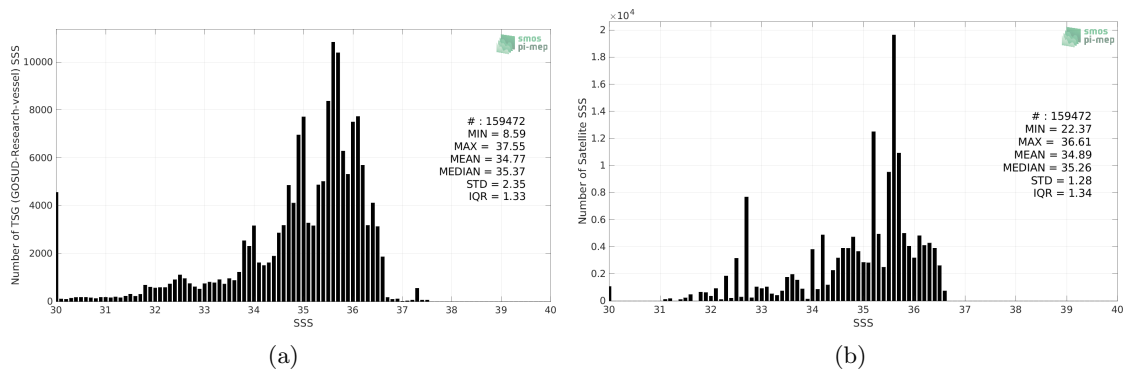 smos
pi-mep
Number of TSG (GOSUD-Research-vessel) SSS
10000
8000
6000
4000
2000
0
# : 159472
MIN = 8.59
MAX = 37.55
MEAN = 34.77
MEDIAN = 35.37
STD = 2.35
IQR = 1.33
30 31 32 33 34 35 36 37 38 39 40
SSS
(a)
×10⁴
smos
pi-mep
Number of Satellite SSS
2
1.8
1.6
1.4
1.2
1
0.8
0.6
0.4
0.2
0
# : 159472
MIN = 22.37
MAX = 36.61
MEAN = 34.89
MEDIAN = 35.26
STD = 1.28
IQR = 1.34
30 31 32 33 34 35 36 37 38 39 40
SSS
(b)